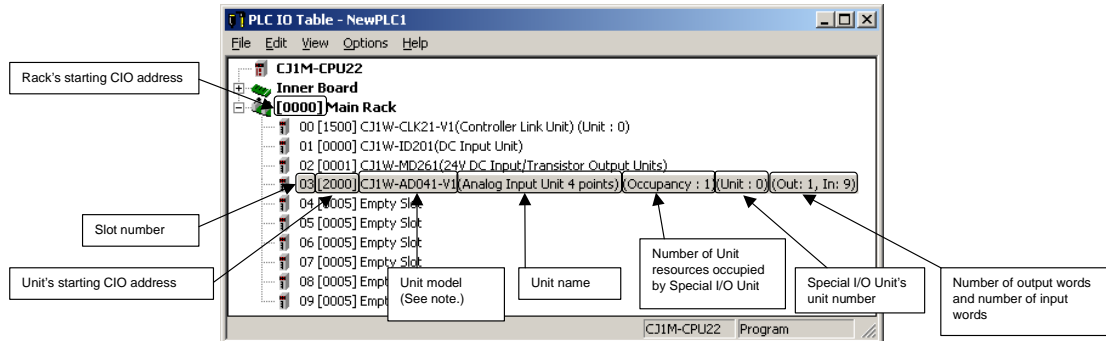 PLC IO Table - NewPLC1
File Edit View Options Help
CJ1M-CPU22
Inner Board
[0000] Main Rack
00 [1500] CJ1W-CLK21-V1(Controller Link Unit) (Unit : 0)
01 [0000] CJ1W-ID201(DC Input Unit)
02 [0001] CJ1W-MD261(24V DC Input/Transistor Output Units)
03 [2000] CJ1W-AD041-V1(Analog Input Unit 4 points) (Occupancy : 1) (Unit : 0) (Out: 1, In: 9)
04 [0005] Empty Slot
05 [0005] Empty Slot
06 [0005] Empty Slot
07 [0005] Empty Slot
08 [0005] Empt
09 [0005] Empt
CJ1M-CPU22 Program
Rack's starting CIO address
Slot number
Unit's starting CIO address
Unit model
(See note.)
Unit name
Number of Unit
resources occupied
by Special I/O Unit
Special I/O Unit's
unit number
Number of output words
and number of input
words